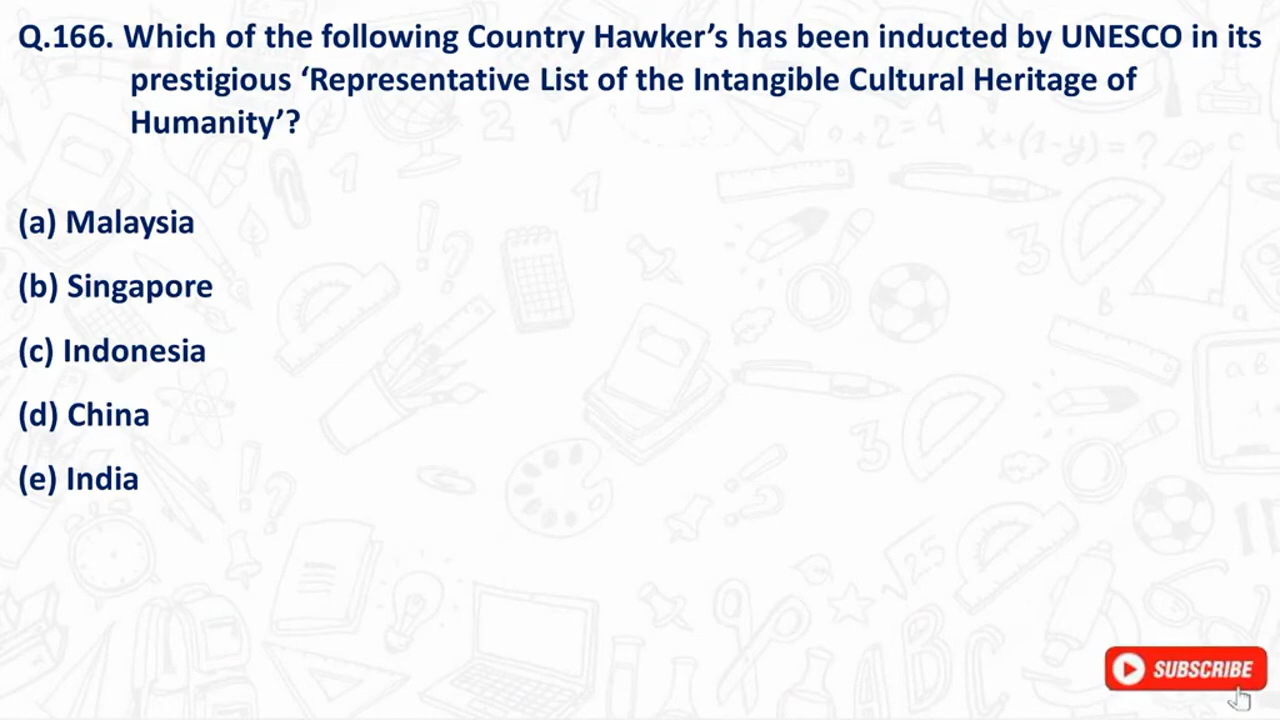 Q.166. Which of the following Country Hawker’s has been inducted by UNESCO in its
prestigious ‘Representative List of the Intangible Cultural Heritage of
Humanity’?
(a) Malaysia
(b) Singapore
(c) Indonesia
(d) China
(e) India
SUBSCRIBE